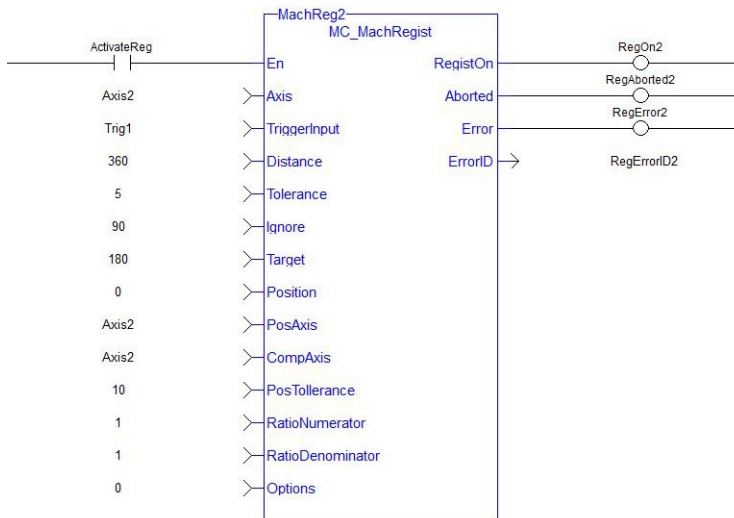 MachReg2
MC_MachRegist
ActivateReg
RegOn2
En
RegistOn
RegAborted2
Axis2
Axis
Aborted
RegError2
Trig1
TriggerInput
Error
360
Distance
ErrorID
RegErrorID2
5
Tolerance
90
Ignore
180
Target
0
Position
Axis2
PosAxis
Axis2
CompAxis
10
PosTollerance
1
RatioNumerator
1
RatioDenominator
0
Options